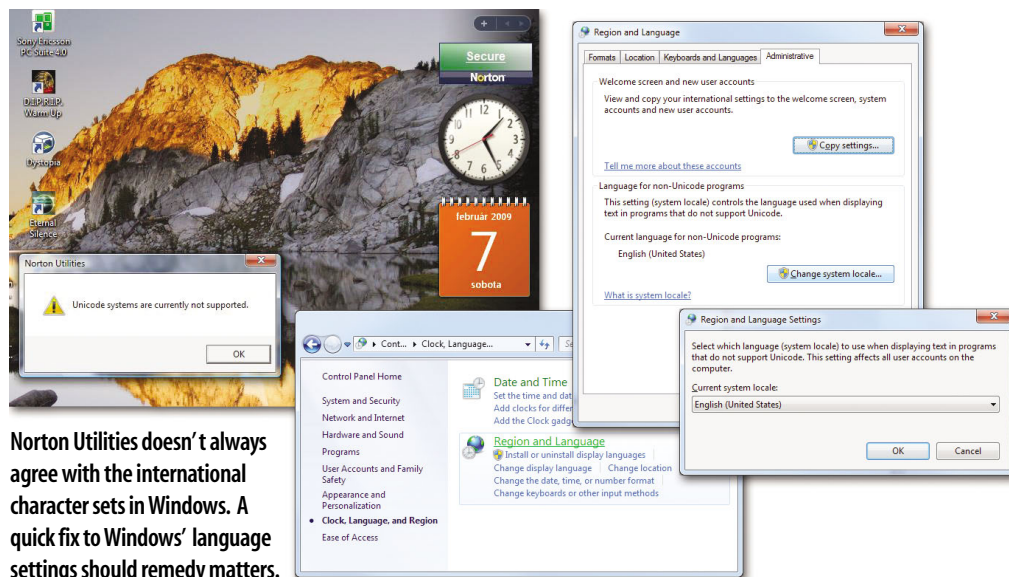 Sony Ericsson
PC Suite 4.0
Warm Up
Dystopia
Eternal
Silence
Secure
Norton
12
1
2
3
4
5
6
7
8
9
10
11
február 2009
7
sobota
Norton Utilities
Unicode systems are currently not supported.
OK
Norton Utilities doesn't always
agree with the international
character sets in Windows. A
quick fix to Windows' language
settings should remedy matters.
Cont... Clock, Language...
Control Panel Home
System and Security
Network and Internet
Hardware and Sound
Programs
User Accounts and Family
Safety
Appearance and
Personalization
Clock, Language, and Region
Ease of Access
Date and Time
Set the time and dat
Add clocks for differ
Add the Clock gadg
Region and Language
Install or uninstall display languages
Change display language Change location
Change the date, time, or number format
Change keyboards or other input methods
Region and Language
Formats Location Keyboards and Languages Administrative
Welcome screen and new user accounts
View and copy your international settings to the welcome screen, system
accounts and new user accounts.
Copy settings...
Tell me more about these accounts
Language for non-Unicode programs
This setting (system locale) controls the language used when displaying
text in programs that do not support Unicode.
Current language for non-Unicode programs:
English (United States)
Change system locale...
What is system locale?
Region and Language Settings
Select which language (system locale) to use when displaying text in programs
that do not support Unicode. This setting affects all user accounts on the
computer.
Current system locale:
English (United States)
OK Cancel